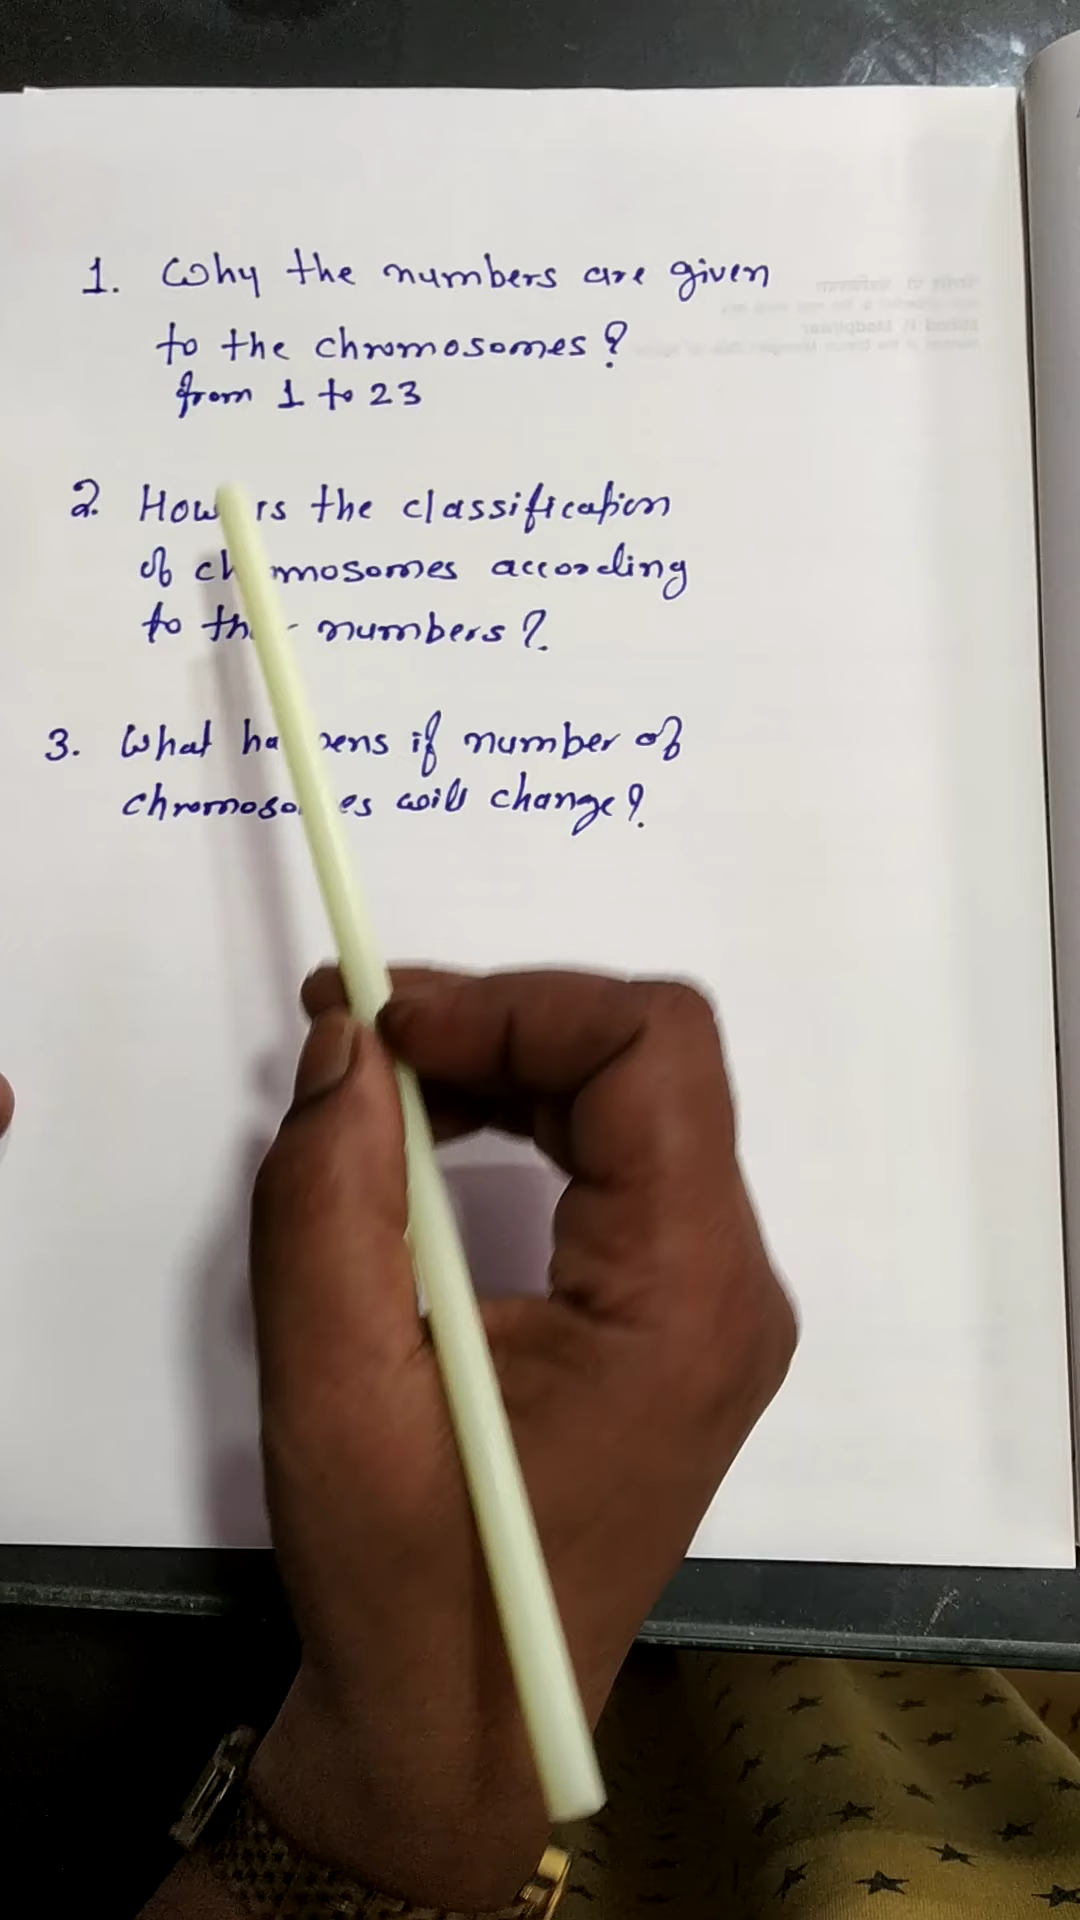 1. Why the numbers are given
to the chromosomes?
from 1 to 23
2. How is the classification
of chromosomes according
to the numbers?
3. What happens if number of
chromosomes will change?